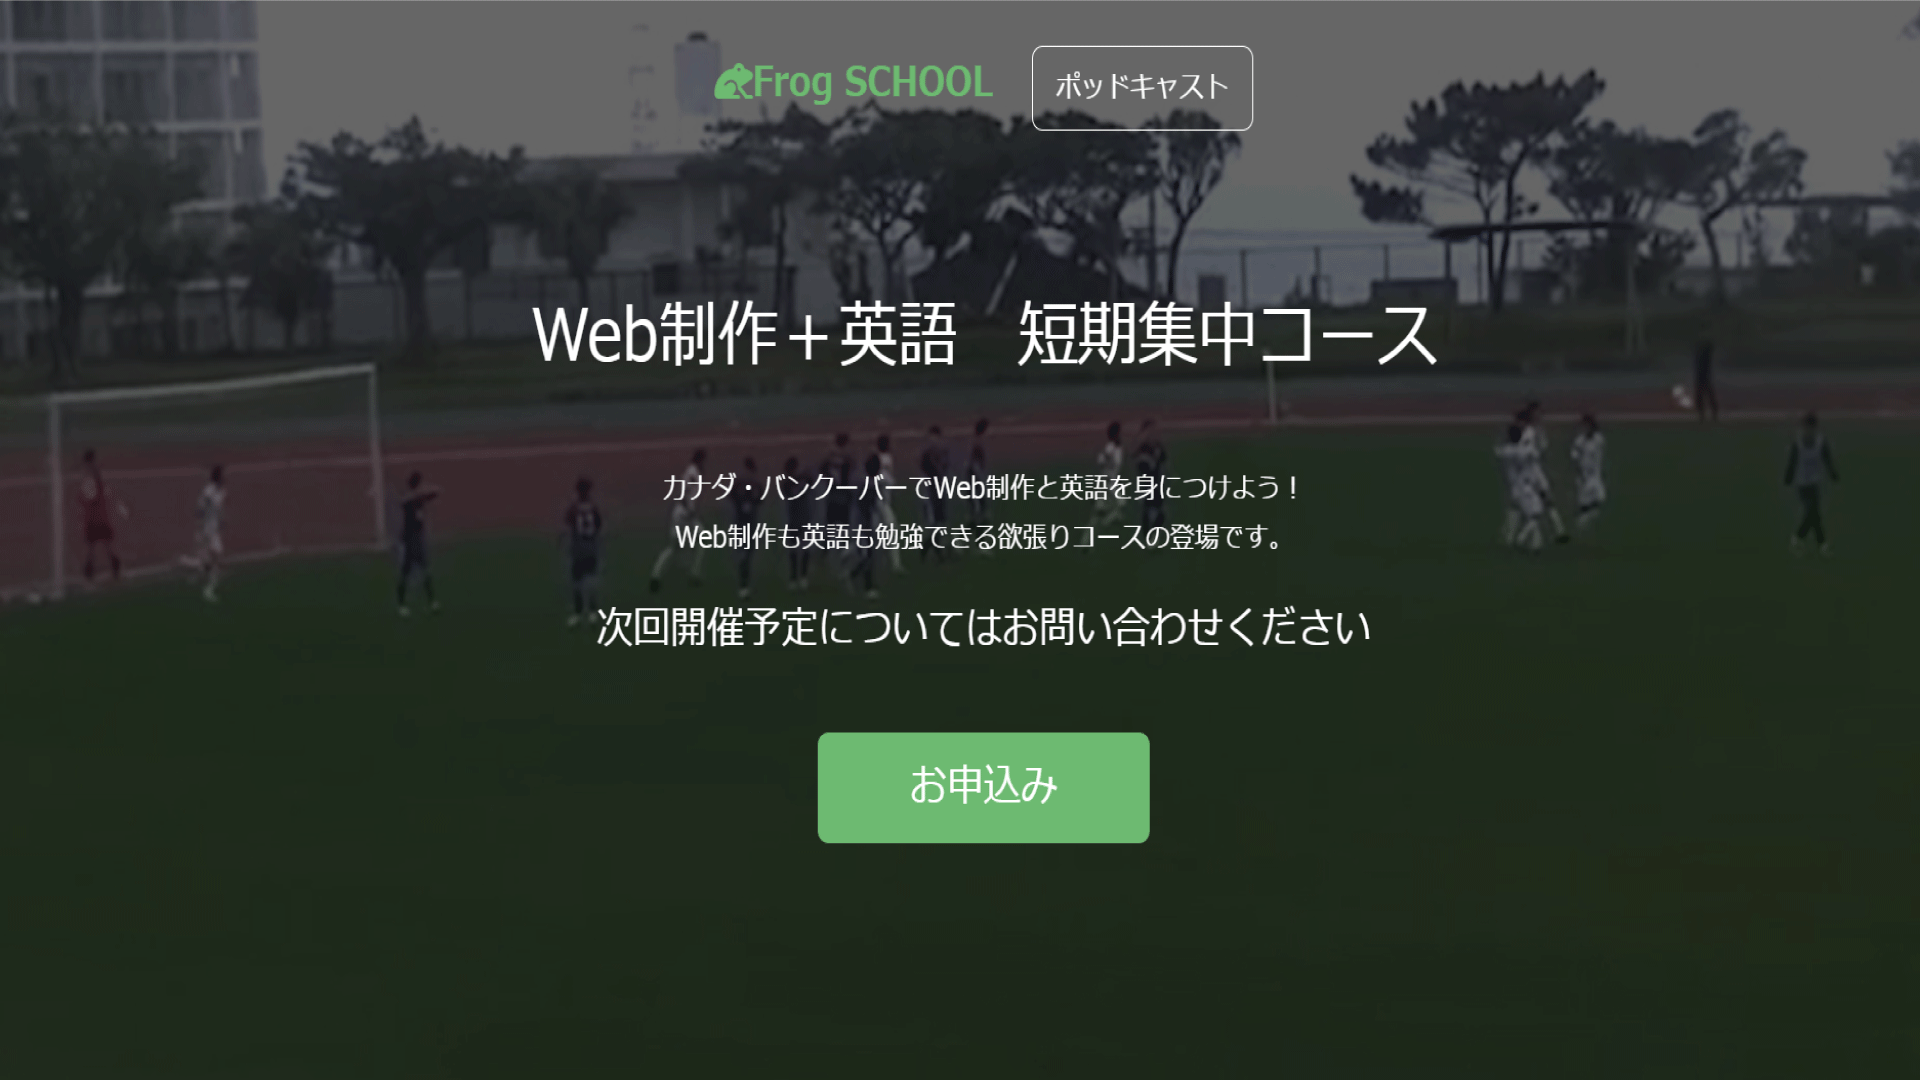 Frog SCHOOL
ポッドキャスト
Web制作＋英語　短期集中コース
カナダ・バンクーバーでWeb制作と英語を身につけよう！
Web制作も英語も勉強できる欲張りコースの登場です。
次回開催予定についてはお問い合わせください
お申込み